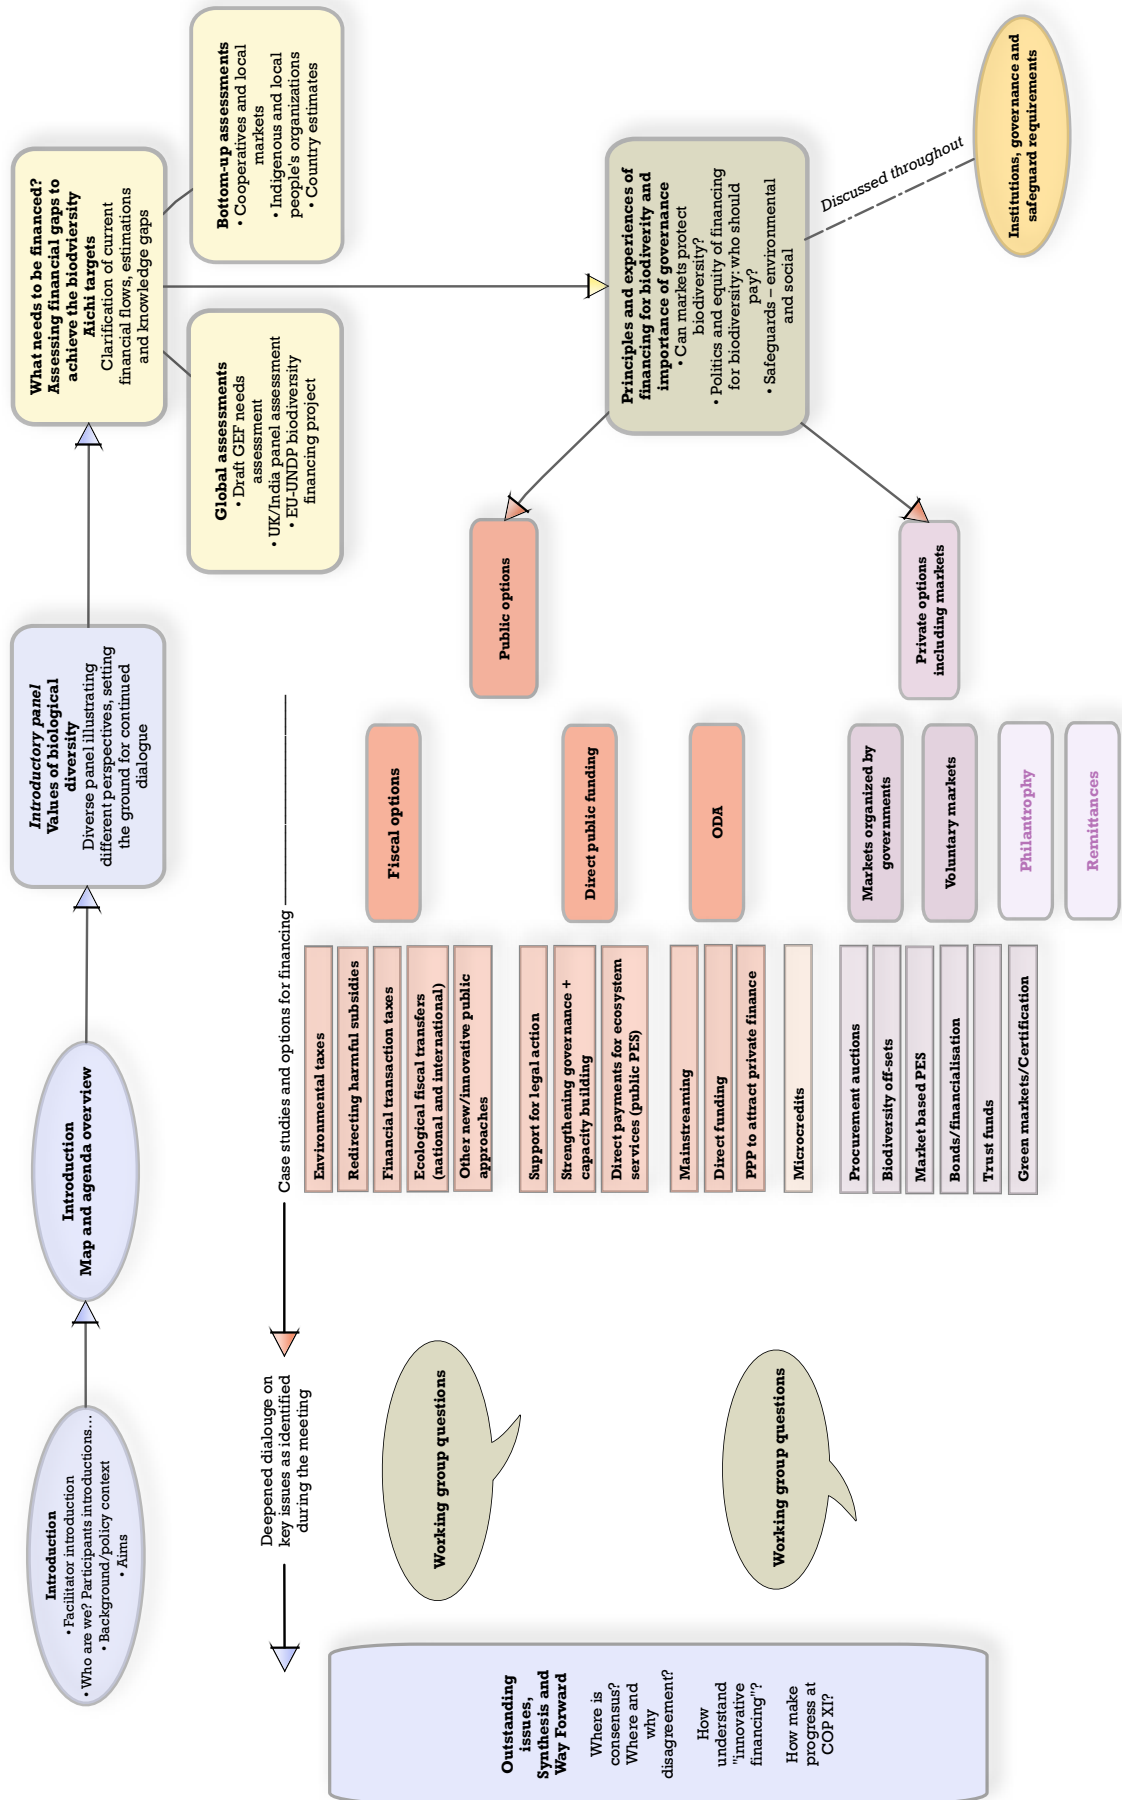 Introduction
• Facilitator introduction
• Who are we? Participants introductions...
• Background/policy context
• Aims
Introduction
Map and agenda overview
Introductory panel
Values of biological
diversity
Diverse panel illustrating
different perspectives, setting
the ground for continued
dialogue
What needs to be financed?
Assessing financial gaps to
achieve the biodviersity
Aichi targets
Clarification of current
financial flows, estimations
and knowledge gaps
Global assessments
• Draft GEF needs
assessment
• UK/India panel assessment
• EU-UNDP biodiversity
financing project
Bottom-up assessments
• Cooperatives and local
markets
• Indigenous and local
people's organizations
• Country estimates
Principles and experiences of
financing for biodiverity and
importance of governance
• Can markets protect
biodiversity?
• Politics and equity of financing
for biodiversity: who should
pay?
• Safeguards – environmental
and social
Discussed throughout
Institutions, governance and
safeguard requirements
Public options
Private options
including markets
Case studies and options for financing
Fiscal options
Environmental taxes
Redirecting harmful subsidies
Financial transaction taxes
Ecological fiscal transfers
(national and international)
Other new/innovative public
approaches
Direct public funding
Support for legal action
Strengthening governance +
capacity building
Direct payments for ecosystem
services (public PES)
ODA
Mainstreaming
Direct funding
PPP to attract private finance
Microcredits
Markets organized by
governments
Voluntary markets
Philantrophy
Remittances
Procurement auctions
Biodiversity off-sets
Market based PES
Bonds/financialisation
Trust funds
Green markets/Certification
Deepened dialouge on
key issues as identified
during the meeting
Working group questions
Working group questions
Outstanding
issues,
Synthesis and
Way Forward
Where is
consensus?
Where and
why
disagreement?
How
understand
"innovative
financing"?
How make
progress at
COP XI?